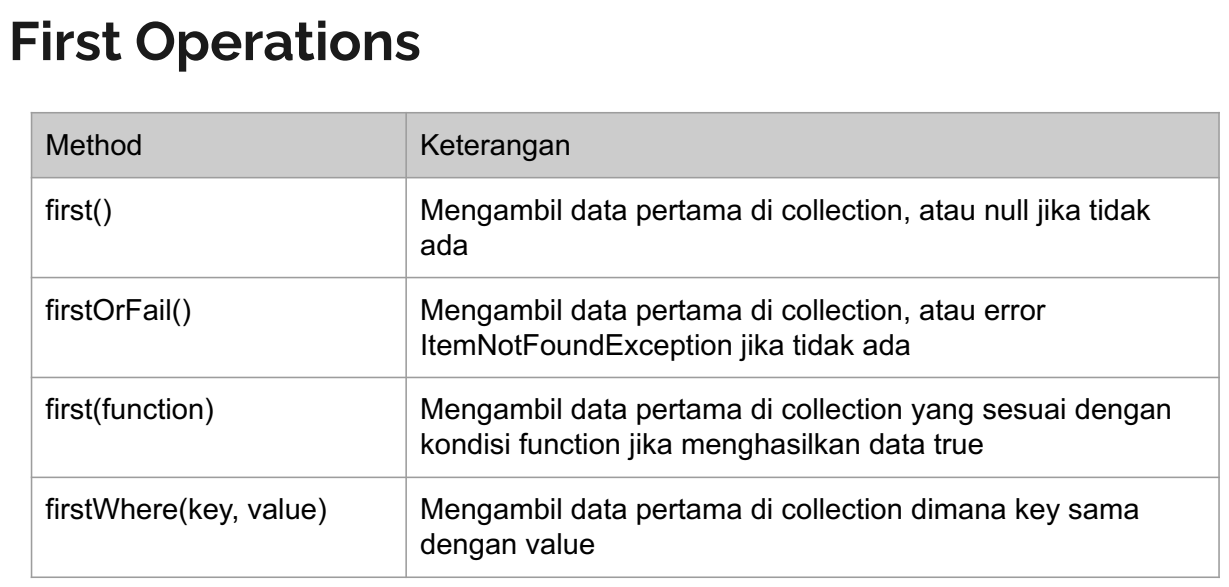 First Operations
Method
Keterangan
first()
Mengambil data pertama di collection, atau null jika tidak
ada
firstOrFail()
Mengambil data pertama di collection, atau error
ItemNotFoundException jika tidak ada
first(function)
Mengambil data pertama di collection yang sesuai dengan
kondisi function jika menghasilkan data true
firstWhere(key, value)
Mengambil data pertama di collection dimana key sama
dengan value